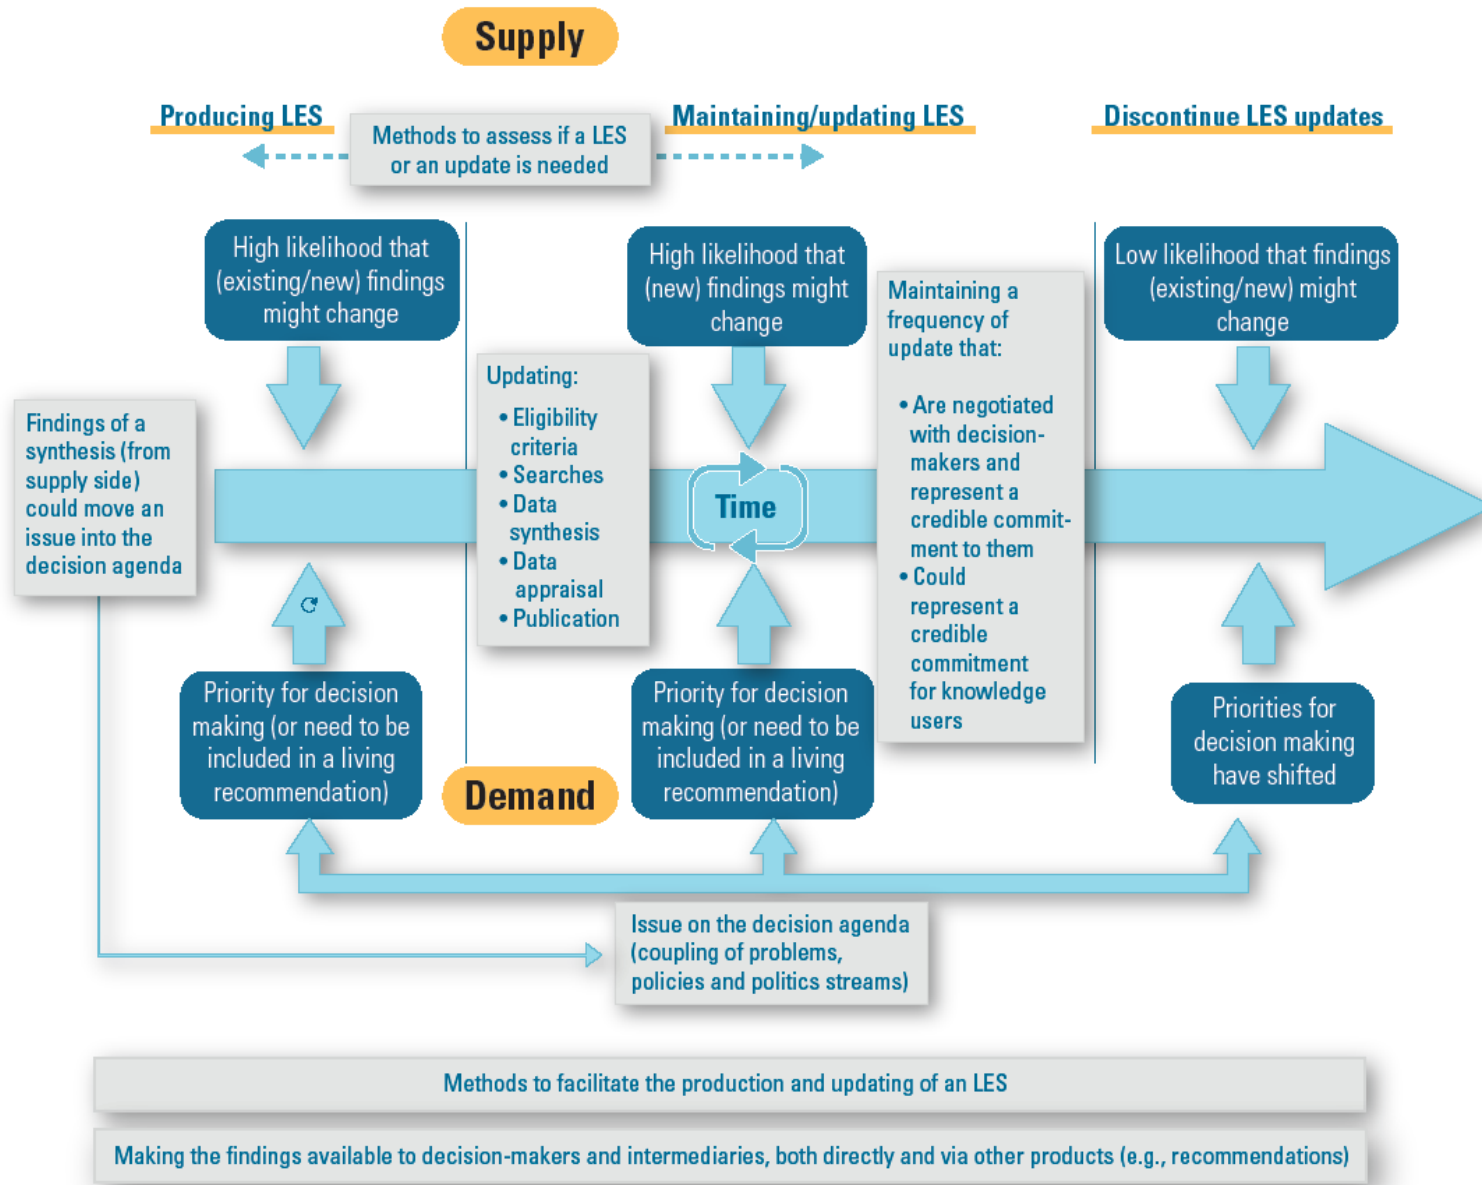 Supply
Producing LES
Methods to assess if a LES
or an update is needed
Maintaining/updating LES
Discontinue LES updates
High likelihood that
(existing/new) findings
might change
High likelihood that
(new) findings might
change
Low likelihood that findings
(existing/new) might
change
Findings of a
synthesis (from
supply side)
could move an
issue into the
decision agenda
Updating:
• Eligibility
criteria
• Searches
• Data
synthesis
• Data
appraisal
• Publication
Time
Maintaining a
frequency of
update that:
• Are negotiated
with decision-
makers and
represent a
credible commit-
ment to them
• Could
represent a
credible
commitment
for knowledge
users
Priority for decision
making (or need to be
included in a living
recommendation)
Demand
Priority for decision
making (or need to be
included in a living
recommendation)
Priorities for
decision making
have shifted
Issue on the decision agenda
(coupling of problems,
policies and politics streams)
Methods to facilitate the production and updating of an LES
Making the findings available to decision-makers and intermediaries, both directly and via other products (e.g., recommendations)